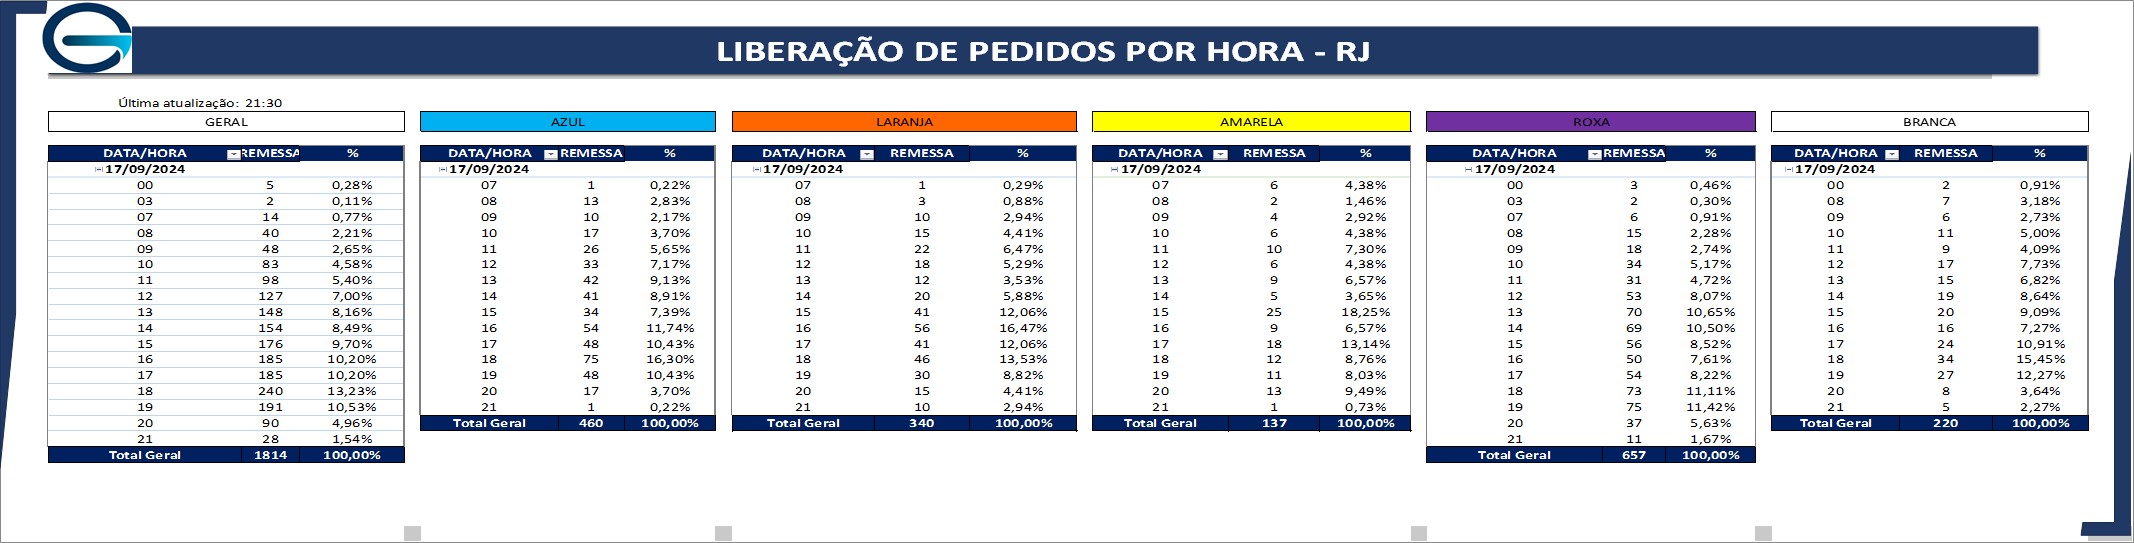 LIBERAÇÃO DE PEDIDOS POR HORA - RJ
Última atualização: 21:30
GERAL
DATA/HORA REMESSA %
17/09/2024
00 5 0,28%
03 2 0,11%
07 14 0,77%
08 40 2,21%
09 48 2,65%
10 83 4,58%
11 98 5,40%
12 127 7,00%
13 148 8,16%
14 154 8,49%
15 176 9,70%
16 185 10,20%
17 185 10,20%
18 240 13,23%
19 191 10,53%
20 90 4,96%
21 28 1,54%
Total Geral 1814 100,00%
AZUL
DATA/HORA REMESSA %
17/09/2024
07 1 0,22%
08 13 2,83%
09 10 2,17%
10 17 3,70%
11 26 5,65%
12 33 7,17%
13 42 9,13%
14 41 8,91%
15 34 7,39%
16 54 11,74%
17 48 10,43%
18 75 16,30%
19 48 10,43%
20 17 3,70%
21 1 0,22%
Total Geral 460 100,00%
LARANJA
DATA/HORA REMESSA %
17/09/2024
07 1 0,29%
08 3 0,88%
09 10 2,94%
10 15 4,41%
11 22 6,47%
12 18 5,29%
13 12 3,53%
14 20 5,88%
15 41 12,06%
16 56 16,47%
17 41 12,06%
18 46 13,53%
19 30 8,82%
20 15 4,41%
21 10 2,94%
Total Geral 340 100,00%
AMARELA
DATA/HORA REMESSA %
17/09/2024
07 6 4,38%
08 2 1,46%
09 4 2,92%
10 6 4,38%
11 10 7,30%
12 6 4,38%
13 9 6,57%
14 5 3,65%
15 25 18,25%
16 9 6,57%
17 18 13,14%
18 12 8,76%
19 11 8,03%
20 13 9,49%
21 1 0,73%
Total Geral 137 100,00%
ROXA
DATA/HORA REMESSA %
17/09/2024
00 3 0,46%
03 2 0,30%
07 6 0,91%
08 15 2,28%
09 18 2,74%
10 34 5,17%
11 31 4,72%
12 53 8,07%
13 70 10,65%
14 69 10,50%
15 56 8,52%
16 50 7,61%
17 54 8,22%
18 73 11,11%
19 75 11,42%
20 37 5,63%
21 11 1,67%
Total Geral 657 100,00%
BRANCA
DATA/HORA REMESSA %
17/09/2024
00 2 0,91%
08 7 3,18%
09 6 2,73%
10 11 5,00%
11 9 4,09%
12 17 7,73%
13 15 6,82%
14 19 8,64%
15 20 9,09%
16 16 7,27%
17 24 10,91%
18 34 15,45%
19 27 12,27%
20 8 3,64%
21 5 2,27%
Total Geral 220 100,00%